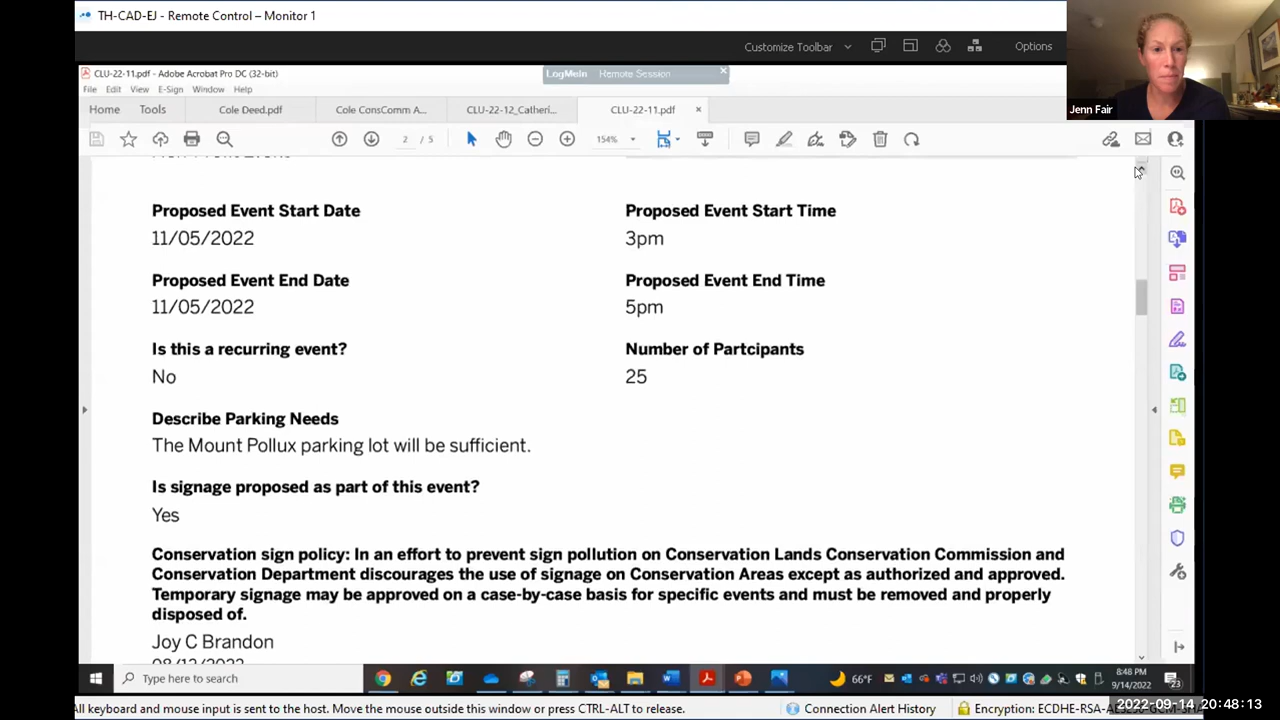 TH-CAD-EJ - Remote Control – Monitor 1
Customize Toolbar
Options
CLU-22-11.pdf - Adobe Acrobat Pro DC (32-bit)
LogMeIn Remote Session
File Edit View E-Sign Window Help
Jenn Fair
Home Tools Cole Deed.pdf Cole ConsComm A... CLU-22-12_Catheri... CLU-22-11.pdf ×
2 / 5 154%
Proposed Event Start Date Proposed Event Start Time
11/05/2022 3pm
Proposed Event End Date Proposed Event End Time
11/05/2022 5pm
Is this a recurring event? Number of Partcipants
No 25
Describe Parking Needs
The Mount Pollux parking lot will be sufficient.
Is signage proposed as part of this event?
Yes
Conservation sign policy: In an effort to prevent sign pollution on Conservation Lands Conservation Commission and
Conservation Department discourages the use of signage on Conservation Areas except as authorized and approved.
Temporary signage may be approved on a case-by-case basis for specific events and must be removed and properly
disposed of.
Joy C Brandon
Type here to search
66°F
8:48 PM
9/14/2022
23
All keyboard and mouse input is sent to the host. Move the mouse outside this window or press CTRL-ALT to release.
Connection Alert History
Encryption: ECDHE-RSA-
2022-09-14 20:48:13